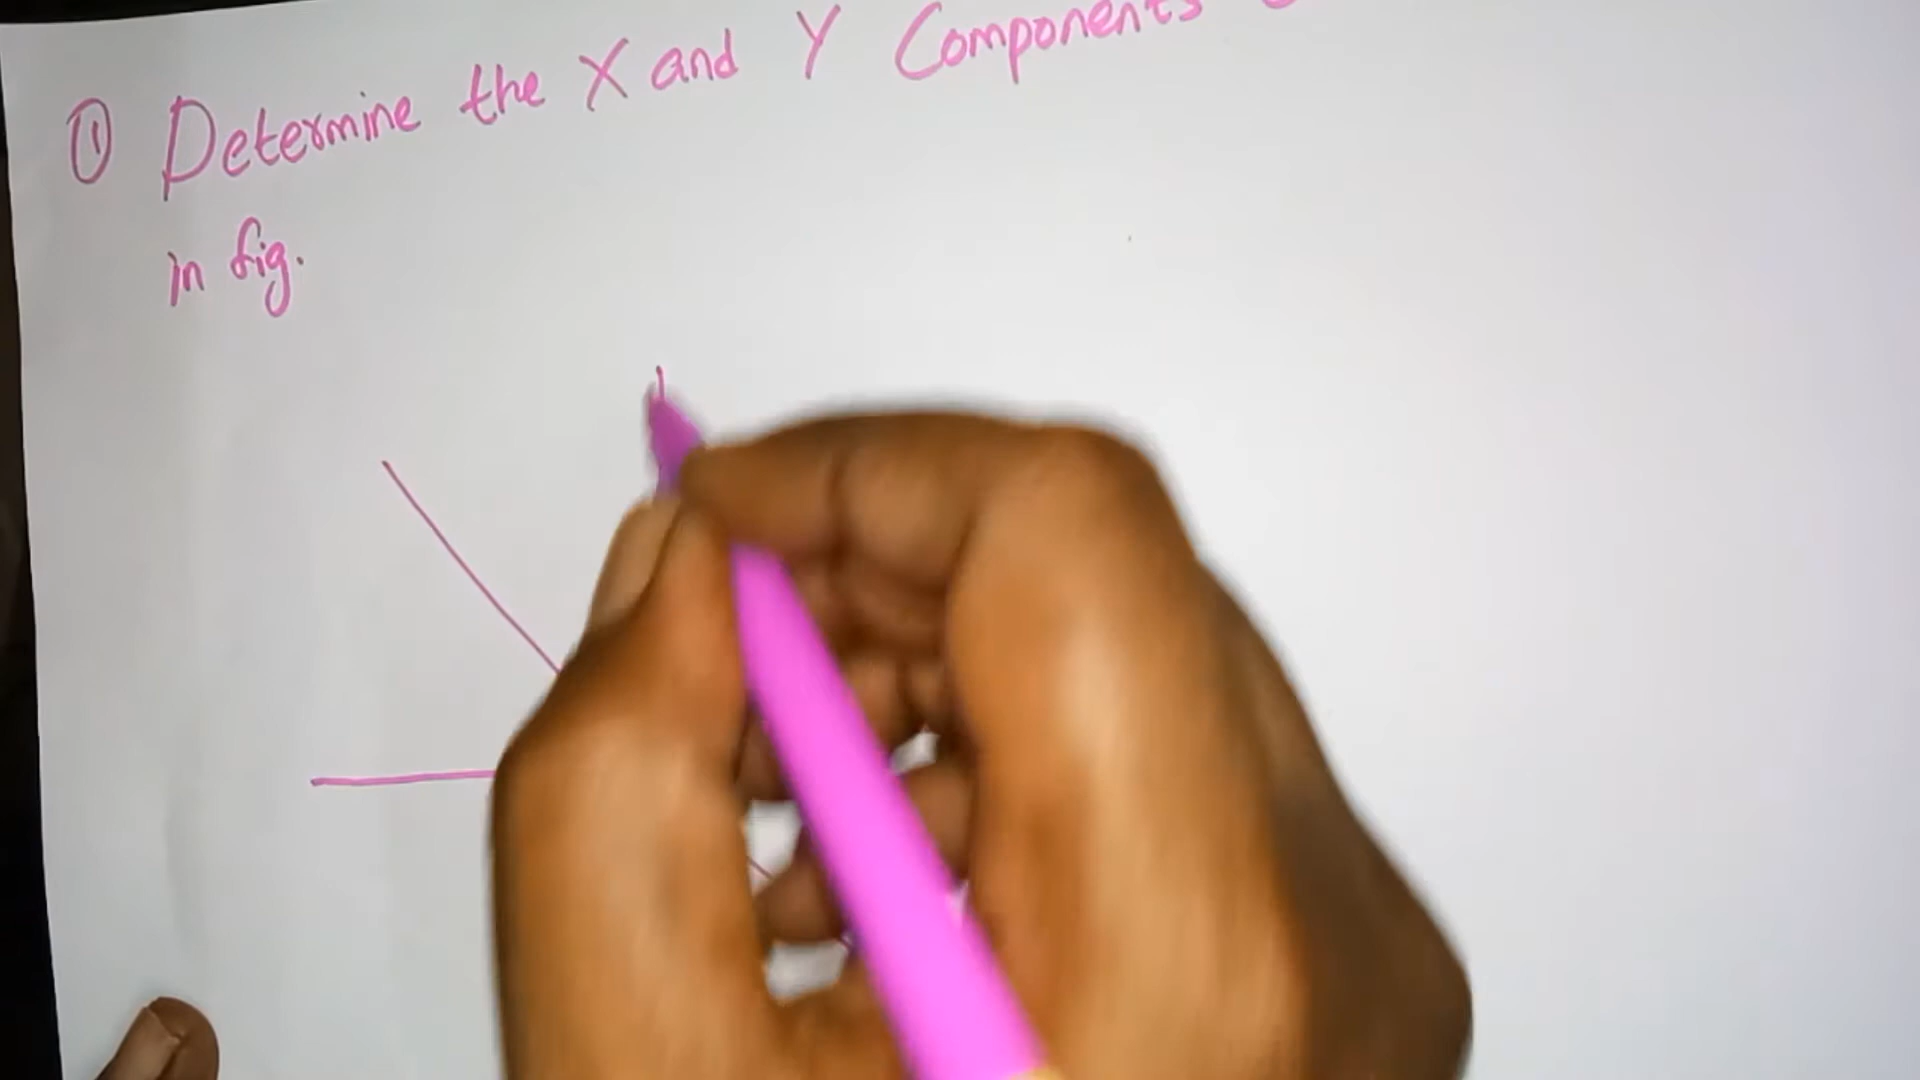 ① Determine the X and Y Components
in fig.